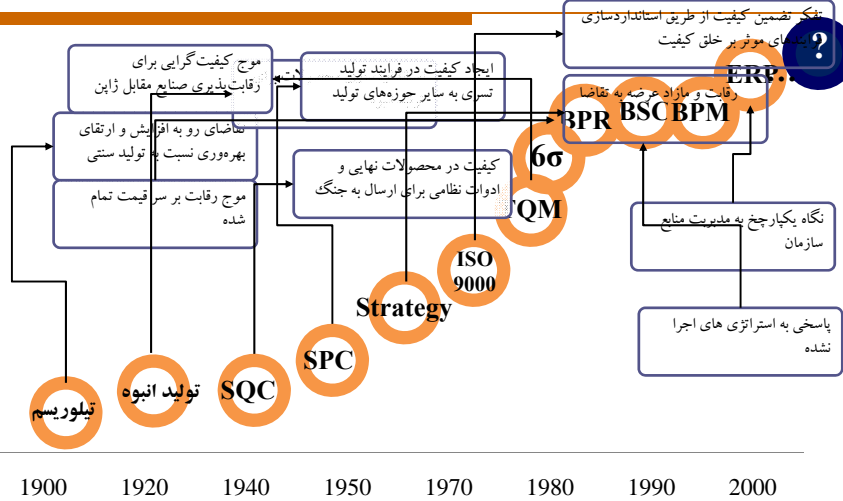 تفکر تضمین کیفیت از طریق استانداردسازی
موثر بر خلق کیفیت
?
موج کیفیت‌گرایی برای
رقابت‌پذیری صنایع مقابل ژاپن
ایجاد کیفیت در فرایند تولید
تسری به سایر حوزه‌های تولید
ERP...
رقابت و مازاد عرضه به تقاضا
BPR
BSC
BPM
تقاضای رو به افزایش و ارتقای
بهره‌وری نسبت به تولید سنتی
6σ
کیفیت در محصولات نهایی و
ادوات نظامی برای ارسال به جنگ
موج رقابت بر سر قیمت تمام
شده
TQM
نگاه یکپارچخ به مدیریت منابع
سازمان
ISO
9000
Strategy
پاسخی به استراتژی های اجرا
نشده
SPC
SQC
تولید انبوه
تیلوریسم
1900 1920 1940 1950 1970 1980 1990 2000